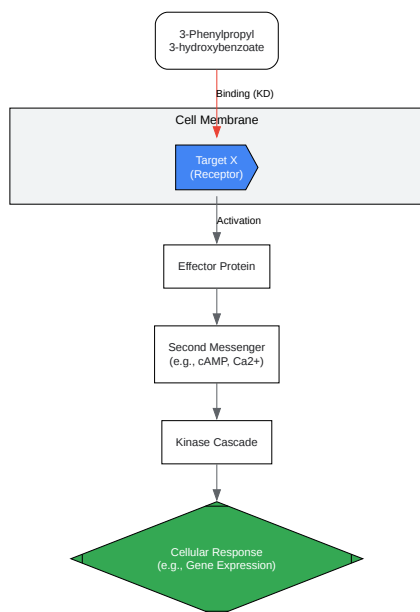 3-Phenylpropyl
3-hydroxybenzoate
Binding (KD)
Cell Membrane
Target X
(Receptor)
Activation
Effector Protein
Second Messenger
(e.g., cAMP, Ca2+)
Kinase Cascade
Cellular Response
(e.g., Gene Expression)